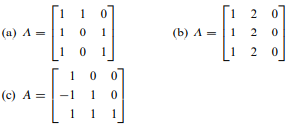 (a) A = [1 1 0; 1 0 1; 1 0 1] (b) A = [1 2 0; 1 2 0; 1 2 0]
(c) A = [1 0 0; -1 1 0; 1 1 1]